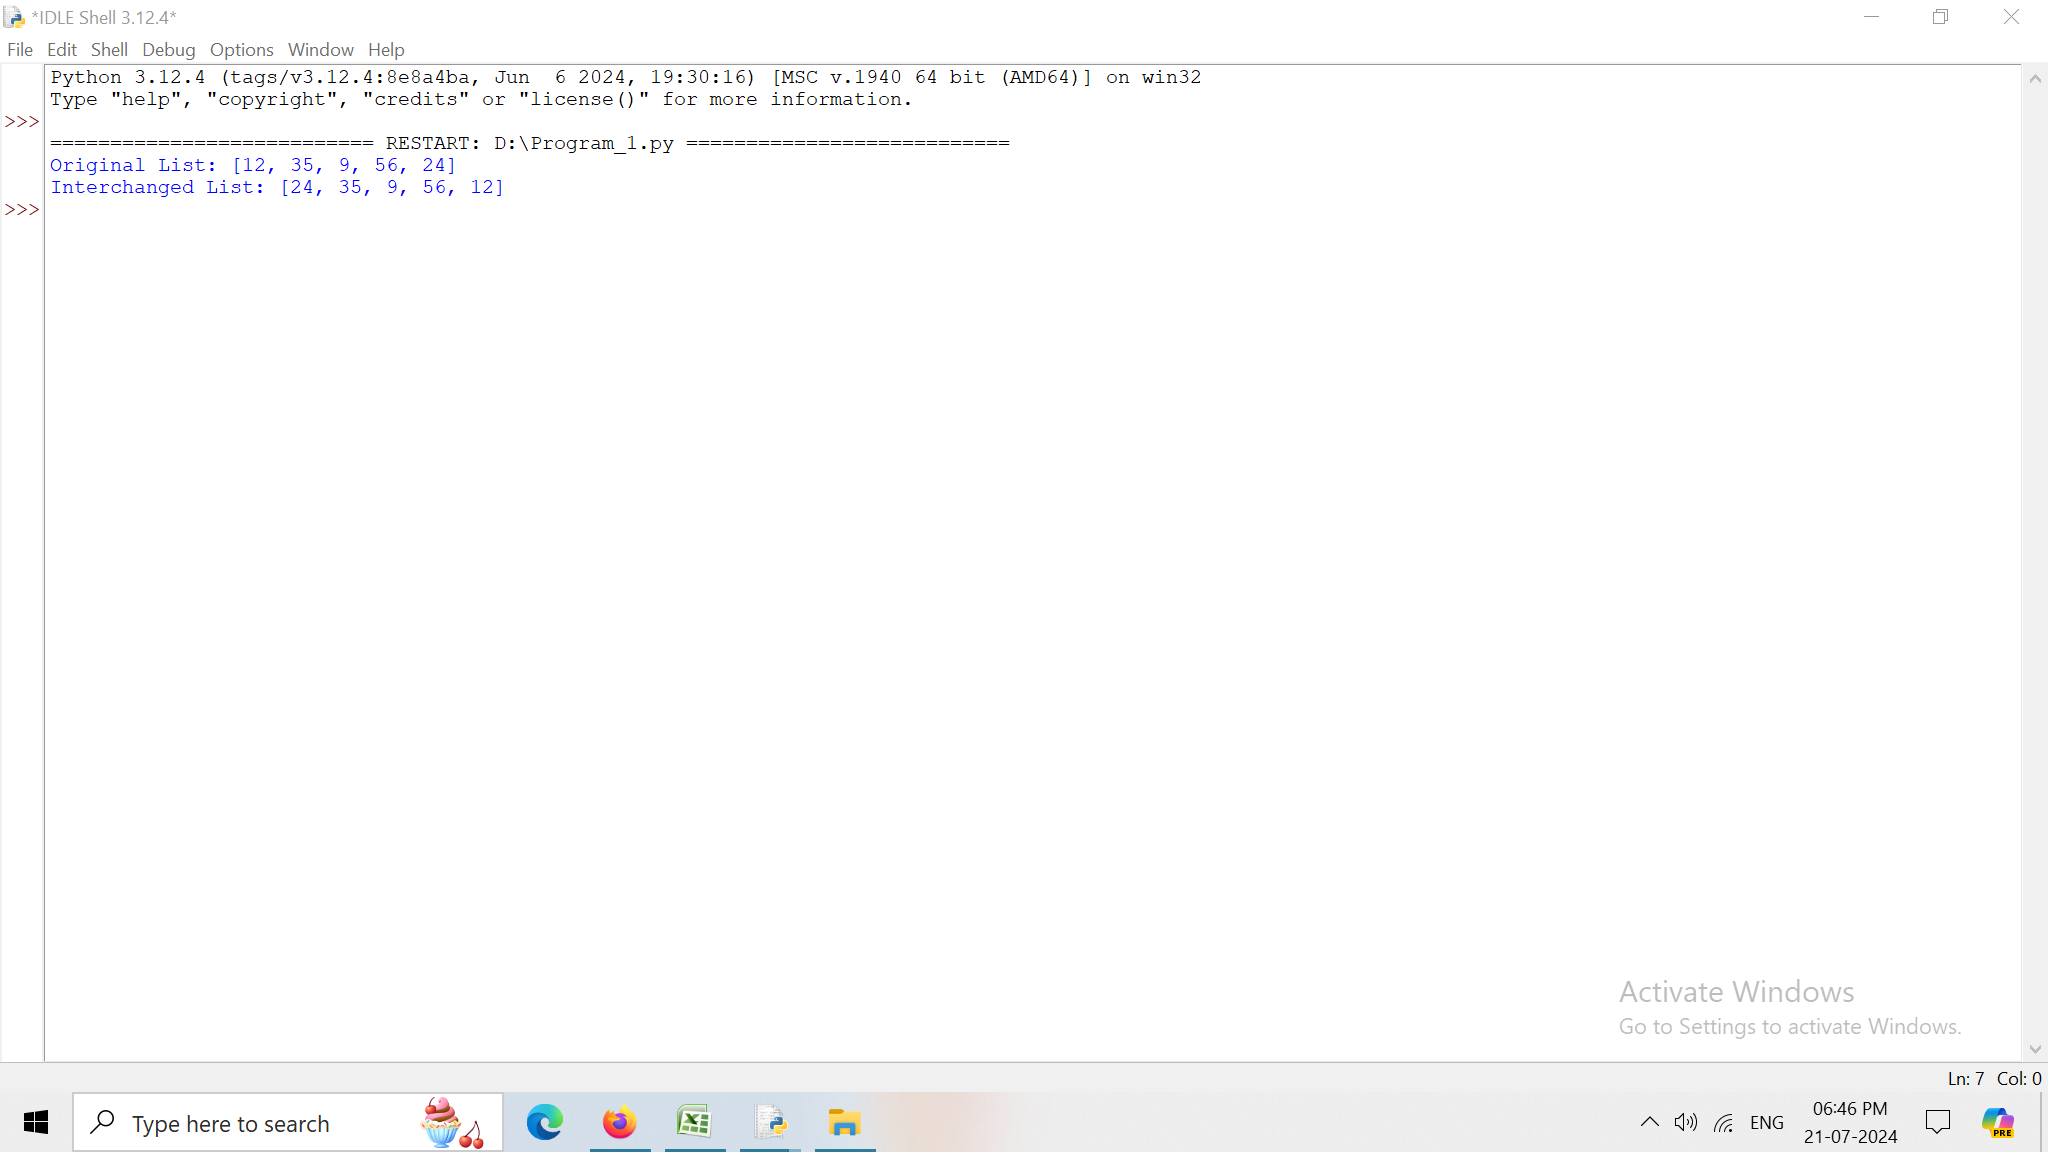 *IDLE Shell 3.12.4*
File Edit Shell Debug Options Window Help
Python 3.12.4 (tags/v3.12.4:8e8a4ba, Jun  6 2024, 19:30:16) [MSC v.1940 64 bit (AMD64)] on win32
Type "help", "copyright", "credits" or "license()" for more information.
>>>
=========================== RESTART: D:\Program_1.py ===========================
Original List: [12, 35, 9, 56, 24]
Interchanged List: [24, 35, 9, 56, 12]
>>>
Activate Windows
Go to Settings to activate Windows.
Ln: 7 Col: 0
Type here to search
ENG
06:46 PM
21-07-2024
PRE